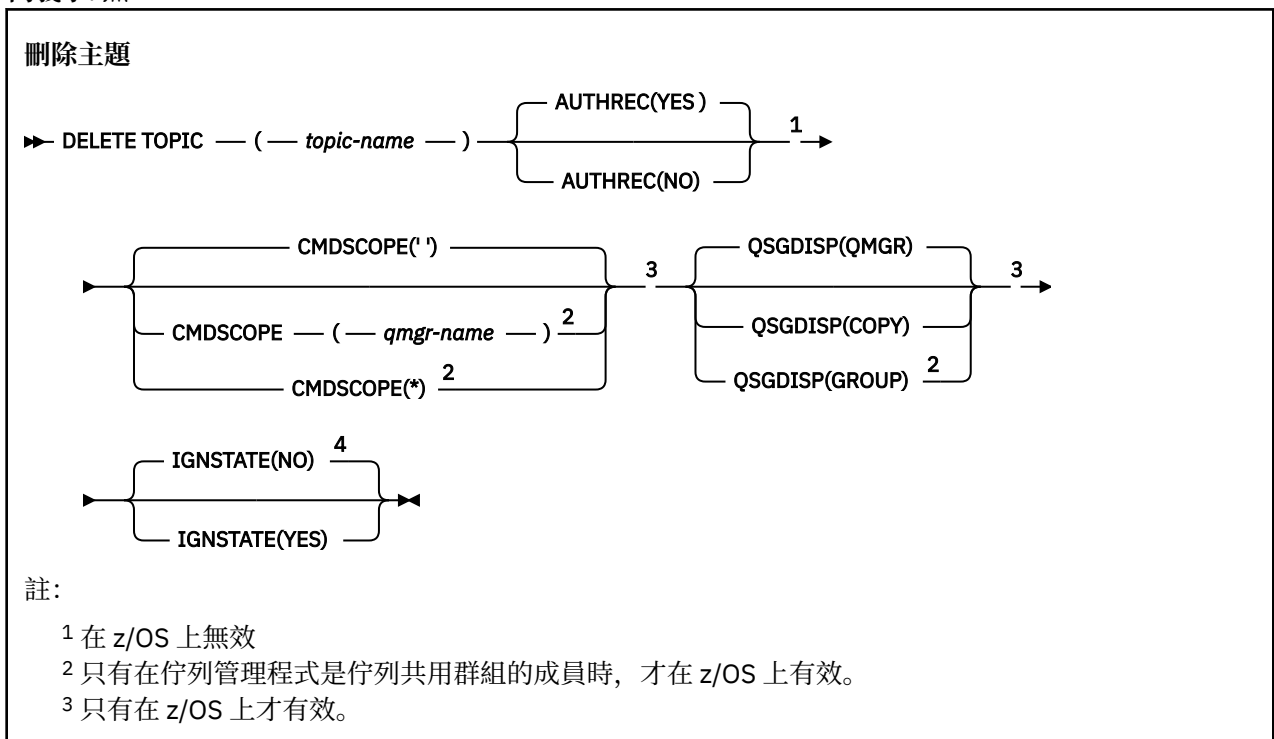 刪除主題
AUTHREC(YES )
DELETE TOPIC ( topic-name ) 1
AUTHREC(NO)
CMDSCOPE(' ') QSGDISP(QMGR)
3 3
CMDSCOPE ( qmgr-name ) 2 QSGDISP(COPY)
CMDSCOPE(*) 2 QSGDISP(GROUP) 2
IGNSTATE(NO) 4
IGNSTATE(YES)
註：
1 在 z/OS 上無效
2 只有在佇列管理程式是佇列共用群組的成員時，才在 z/OS 上有效。
3 只有在 z/OS 上才有效。